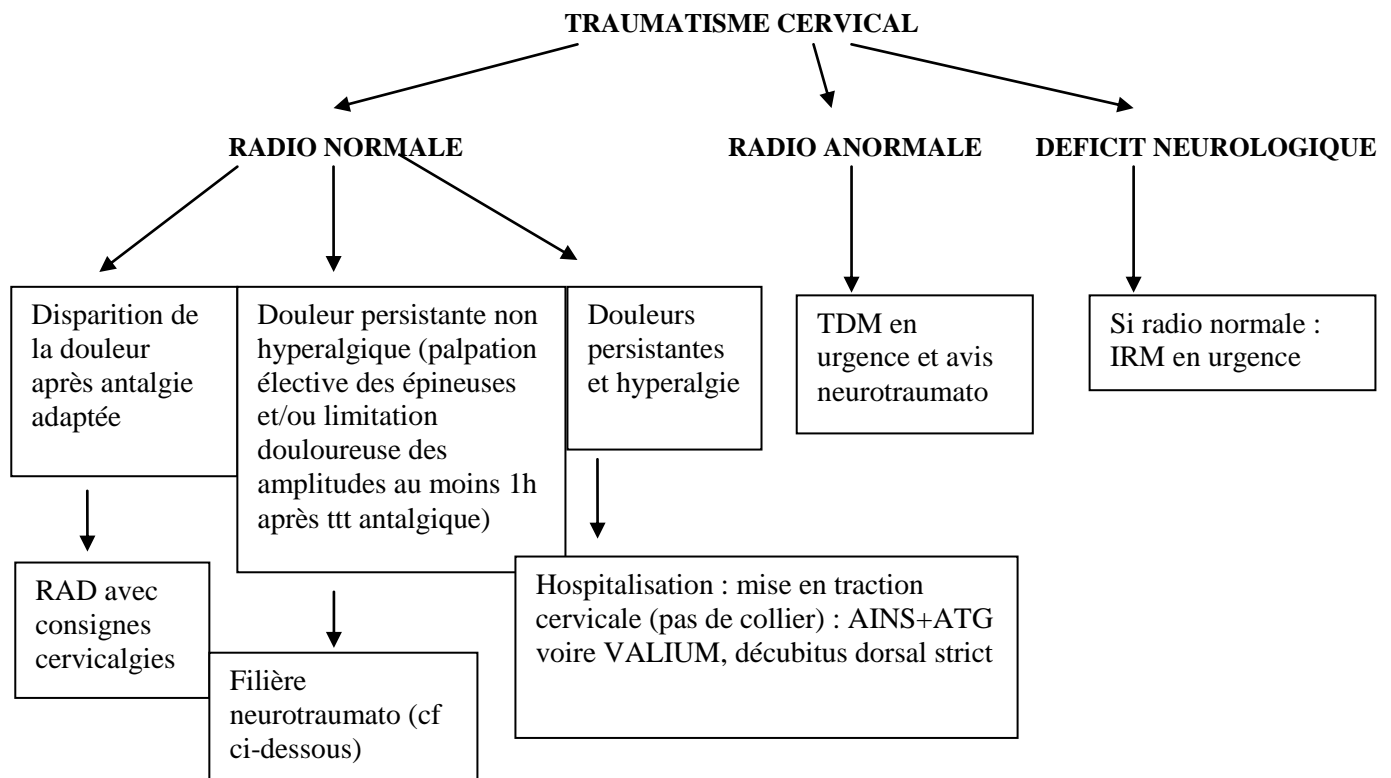 TRAUMATISME CERVICAL
RADIO NORMALE
RADIO ANORMALE
DEFICIT NEUROLOGIQUE
Disparition de
la douleur
après antalgie
adaptée
Douleur persistante non
hyperalgique (palpation
élective des épineuses
et/ou limitation
douloureuse des
amplitudes au moins 1h
après ttt antalgique)
Douleurs
persistantes
et hyperalgie
TDM en
urgence et avis
neurotraumato
Si radio normale :
IRM en urgence
RAD avec
consignes
cervicalgies
Filière
neurotraumato (cf
ci-dessous)
Hospitalisation : mise en traction
cervicale (pas de collier) : AINS+ATG
voire VALIUM, décubitus dorsal strict